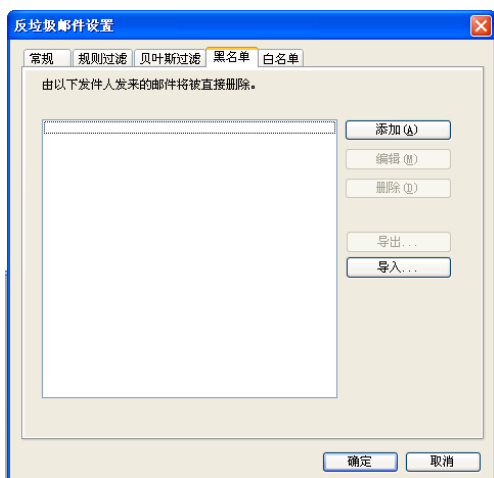 反垃圾邮件设置
常规 规则过滤 贝叶斯过滤 黑名单 白名单
由以下发件人发来的邮件将被直接删除。
添加(A)
编辑(M)
删除(D)
导出...
导入...
确定 取消